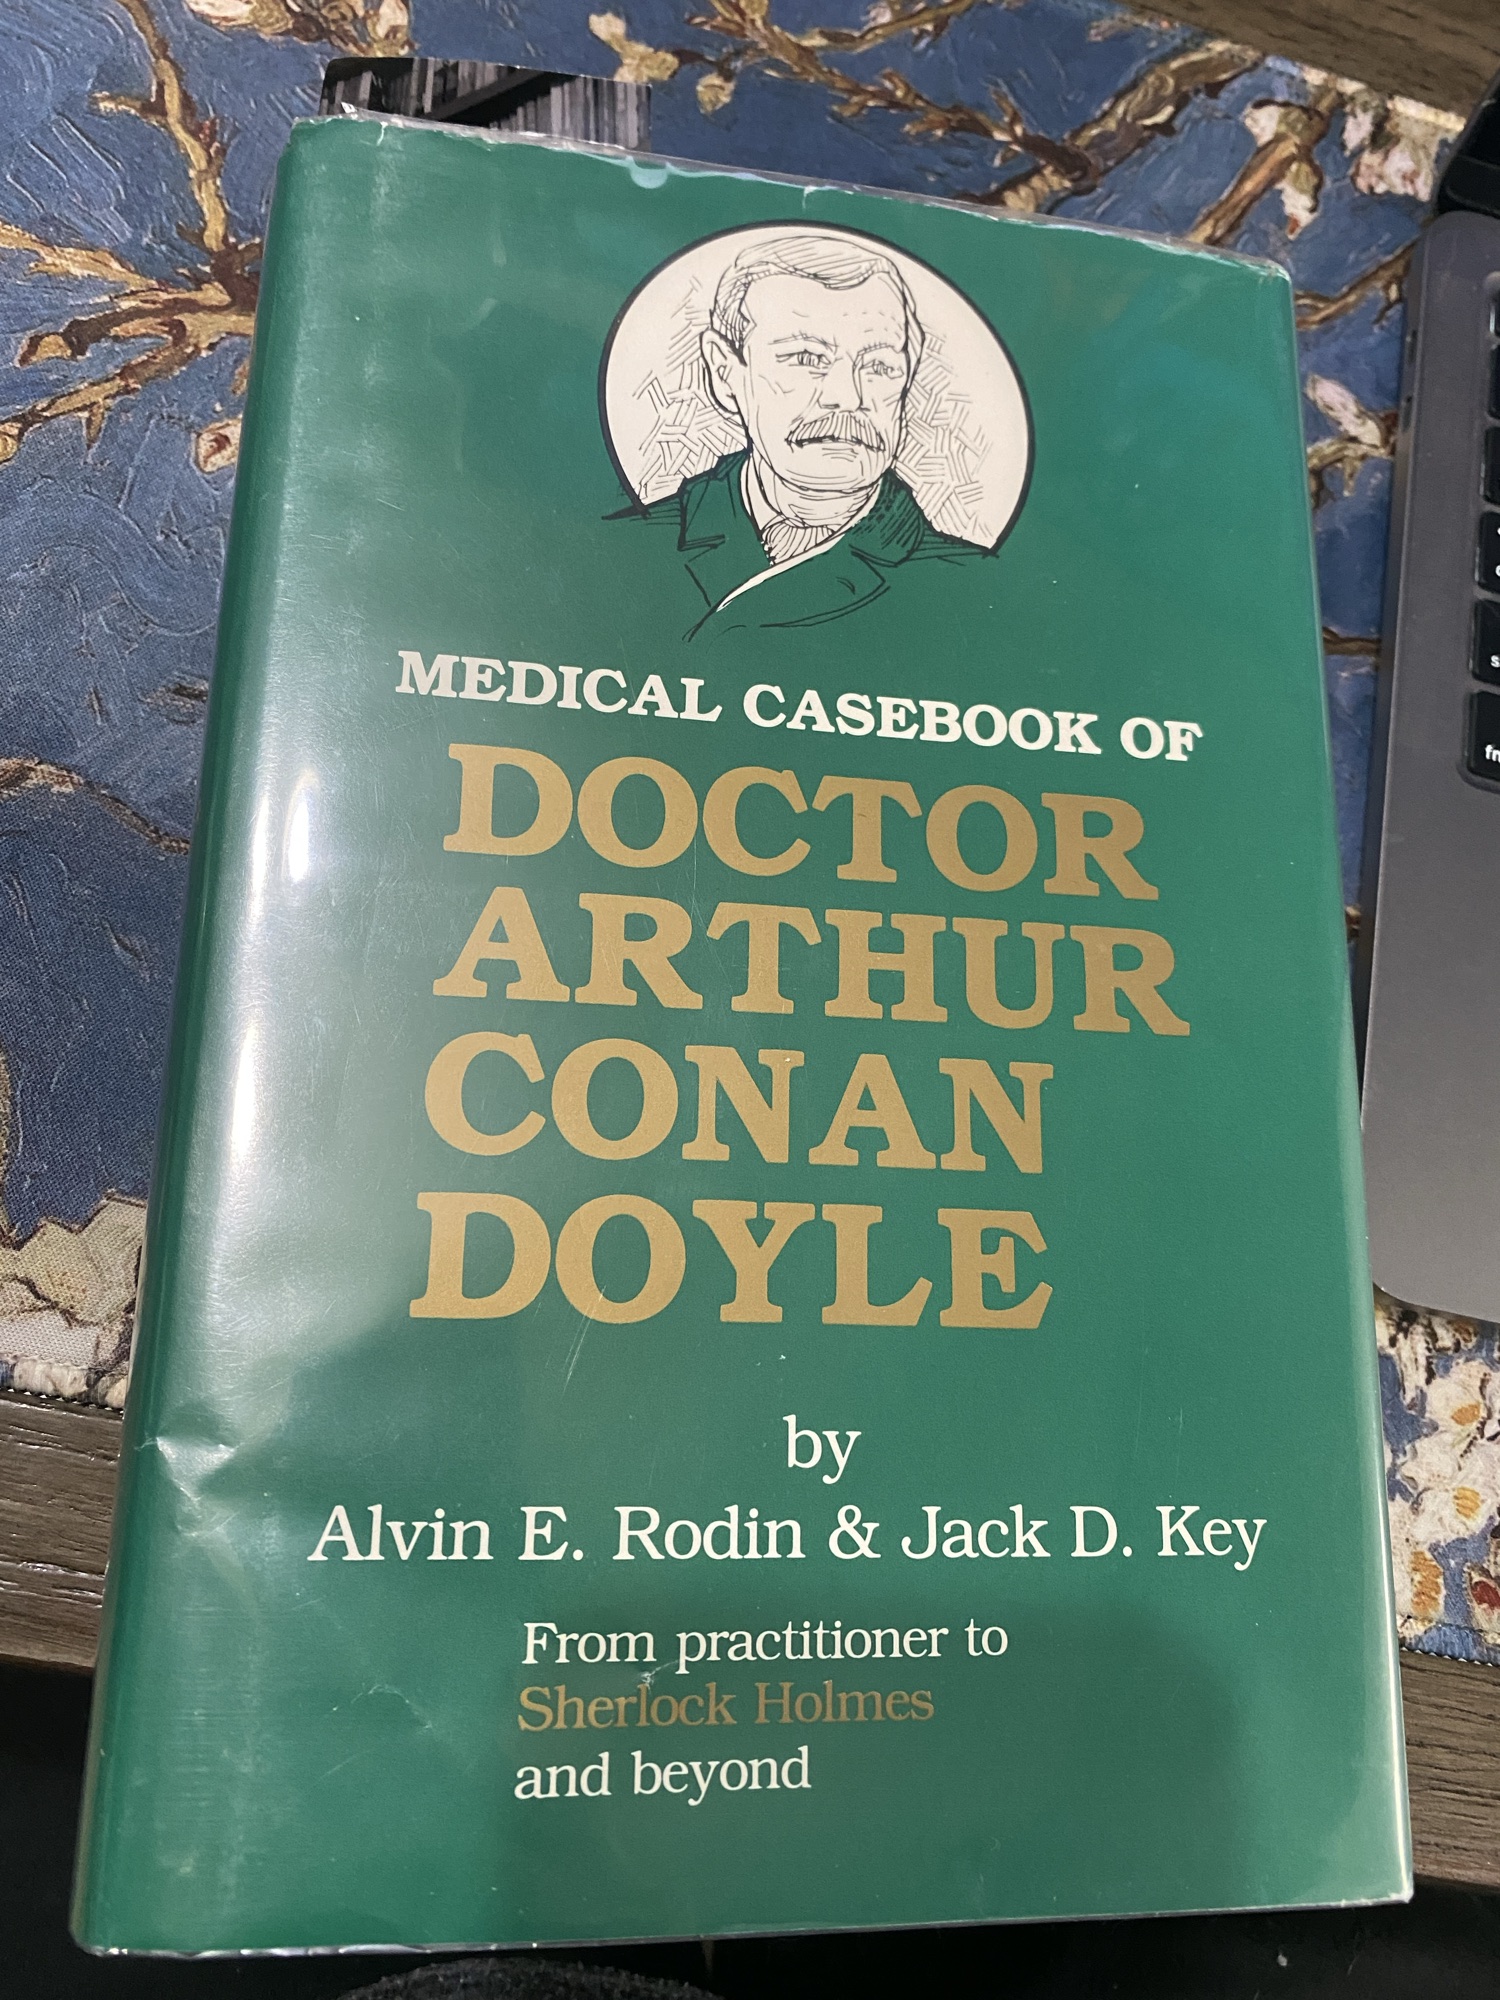 MEDICAL CASEBOOK OF
DOCTOR
ARTHUR
CONAN
DOYLE
by
Alvin E. Rodin & Jack D. Key
From practitioner to
Sherlock Holmes
and beyond